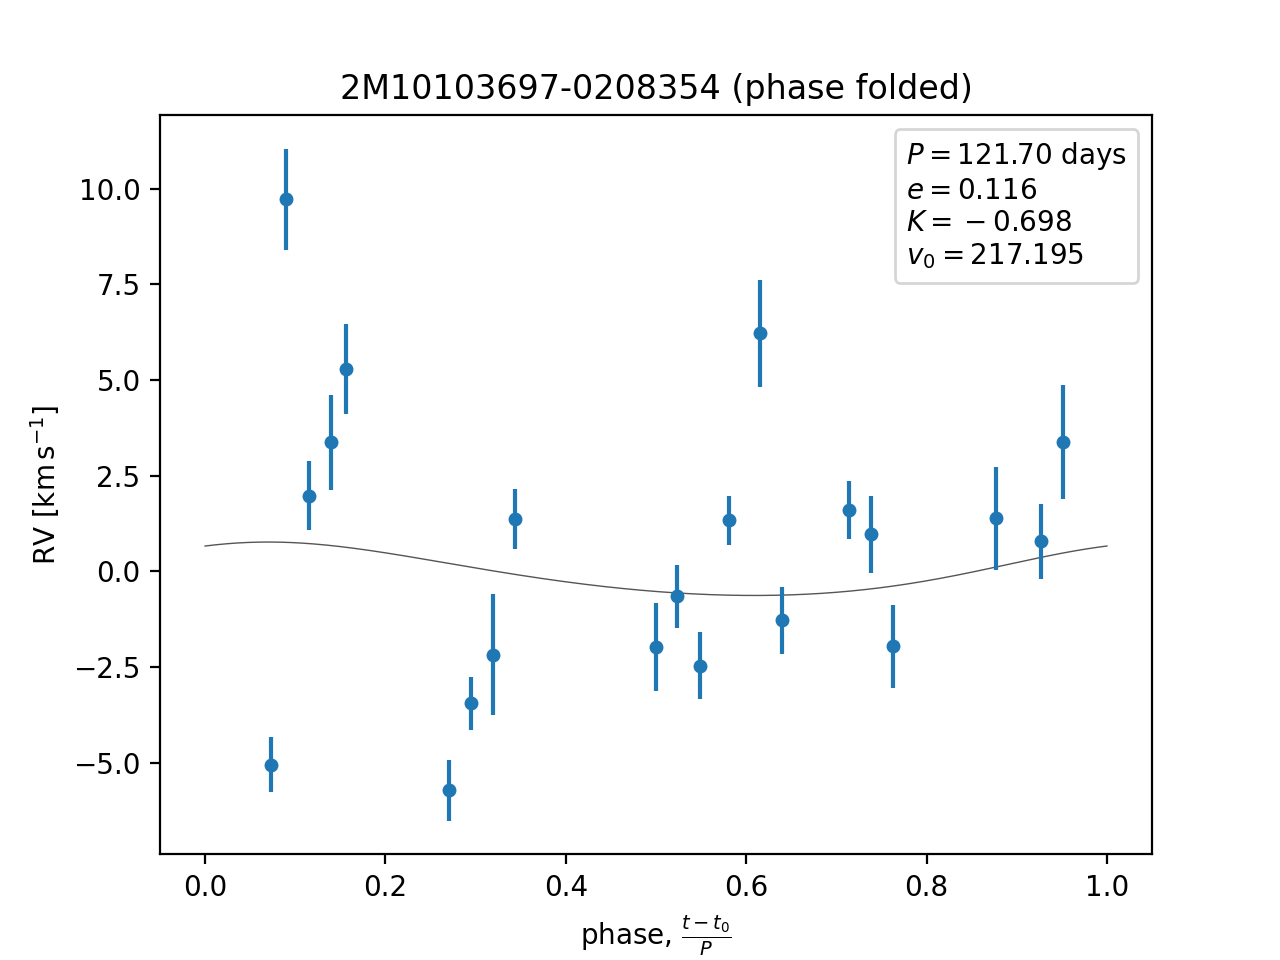 2M10103697-0208354 (phase folded)
P = 121.70 days
e = 0.116
K = −0.698
v₀ = 217.195
10.0
7.5
5.0
2.5
0.0
−2.5
−5.0
RV [km s⁻¹]
0.0 0.2 0.4 0.6 0.8 1.0
phase, (t − t₀)/P